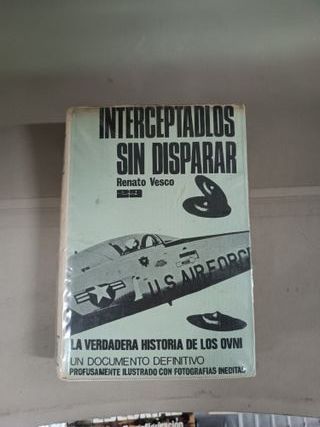 INTERCEPTADLOS
SIN DISPARAR
Renato Vesco
U.S. AIR FORCE
LA VERDADERA HISTORIA DE LOS OVNI
UN DOCUMENTO DEFINITIVO
PROFUSAMENTE ILUSTRADO CON FOTOGRAFIAS INEDITAS